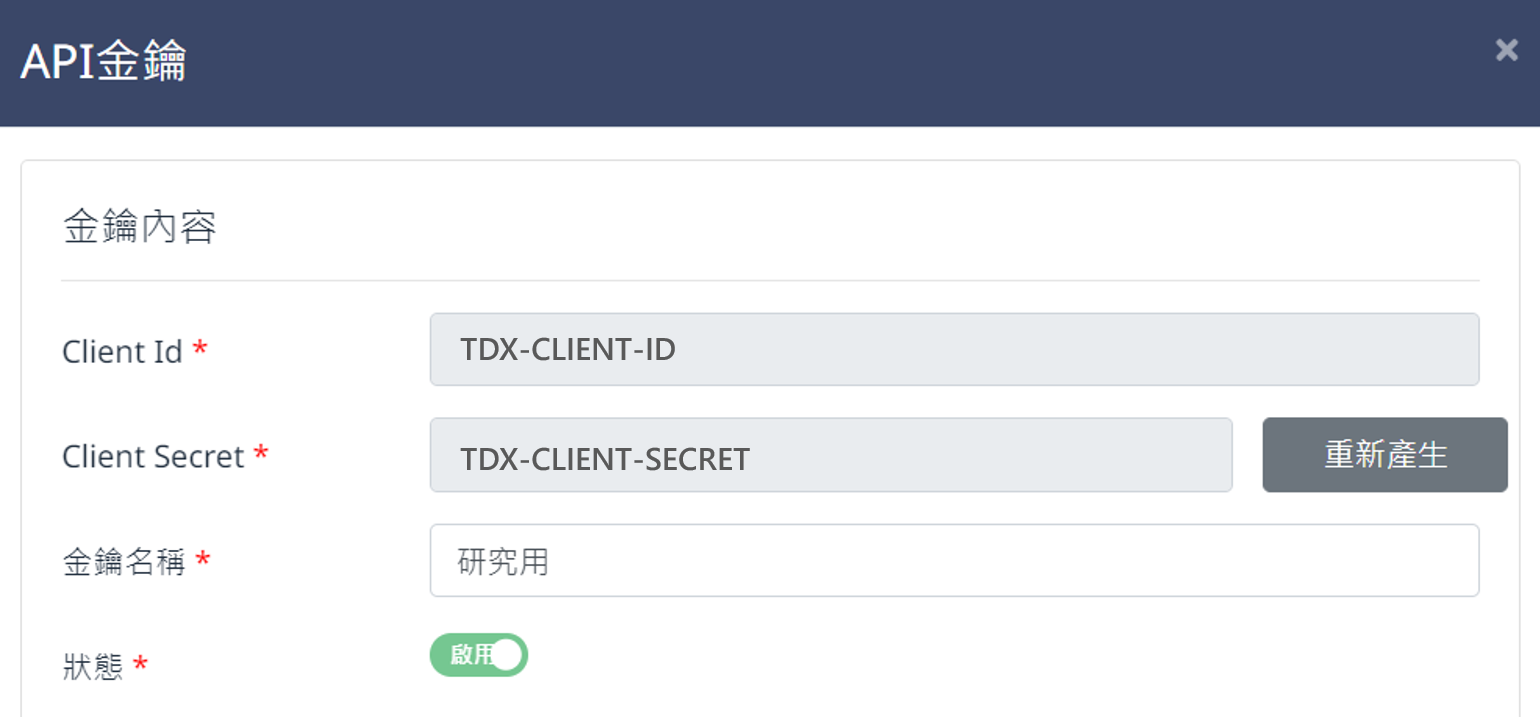 API金鑰
×
金鑰內容
Client Id *
TDX-CLIENT-ID
Client Secret *
TDX-CLIENT-SECRET
重新產生
金鑰名稱 *
研究用
狀態 *
啟用